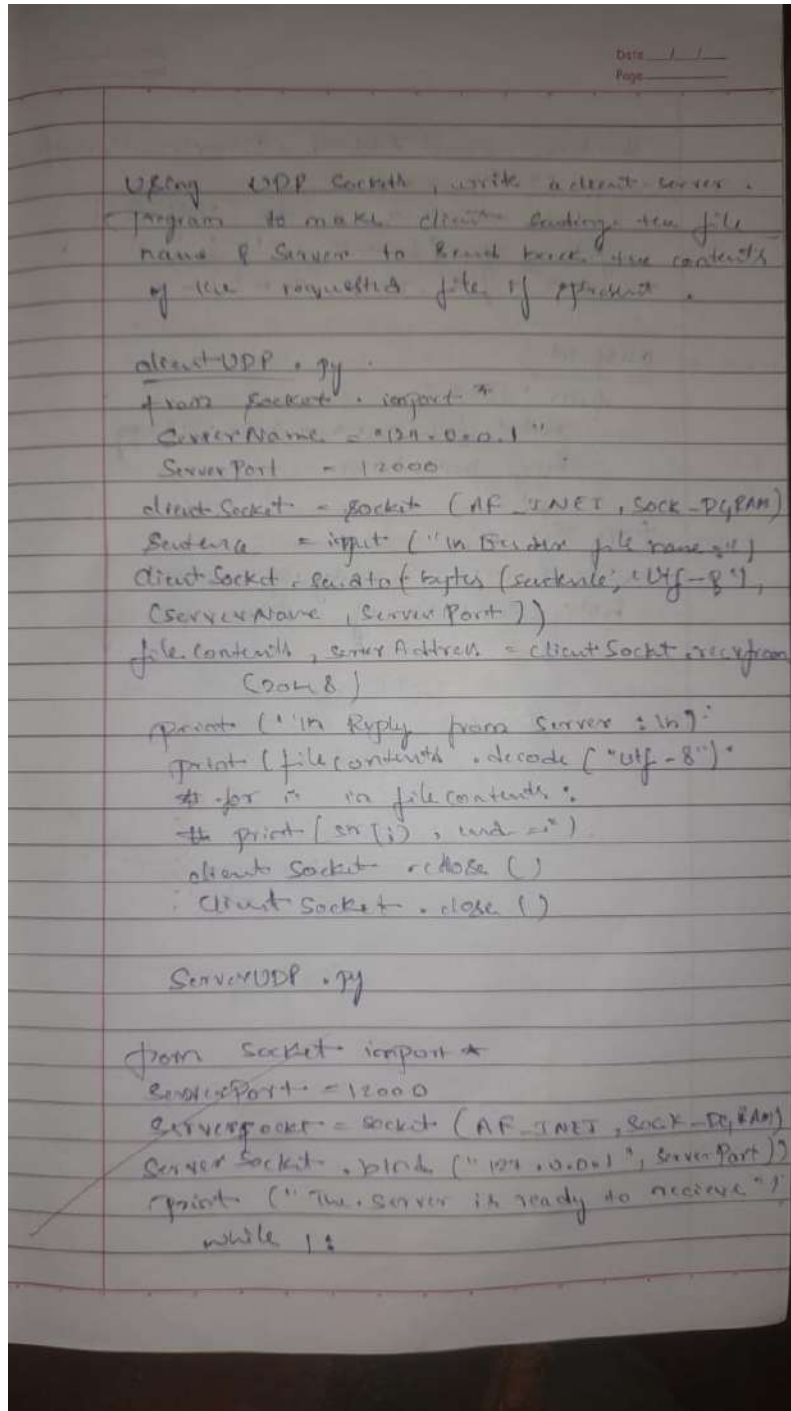 Date / /
Page
Using UDP Sockets, write a client-server
program to make client sending the file
name & Server to send back the contents
of the requested file if present.
clientUDP.py
from socket import *
ServerName = "127.0.0.1"
ServerPort = 12000
clientSocket = socket (AF_INET, SOCK_DGRAM)
Sentence = input ("\n Enter file name:")
clientSocket.sendto (bytes (sentence, "utf-8"),
(serverName, ServerPort))
filecontents, serverAddress = clientSocket.recvfrom
(2048)
print ("\n Reply from Server : \n")
print (filecontents.decode ("utf-8")
# for i in filecontents :
# print (str(i), end = "")
clientSocket.close ()
clientSocket.close ()
ServerUDP.py
from socket import *
ServerPort = 12000
ServerSocket = socket (AF_INET, SOCK_DGRAM)
ServerSocket.bind ("127.0.0.1", ServerPort))
print ("The server is ready to recieve")
while 1: